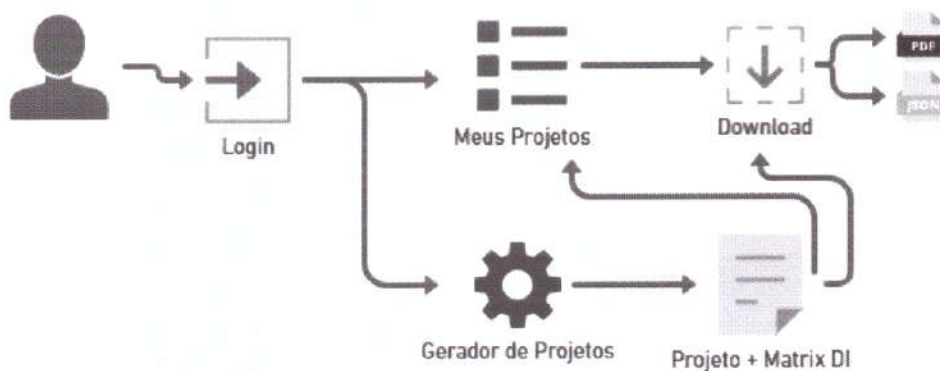 PDF
JSON
Login
Meus Projetos
Download
Gerador de Projetos
Projeto + Matrix DI